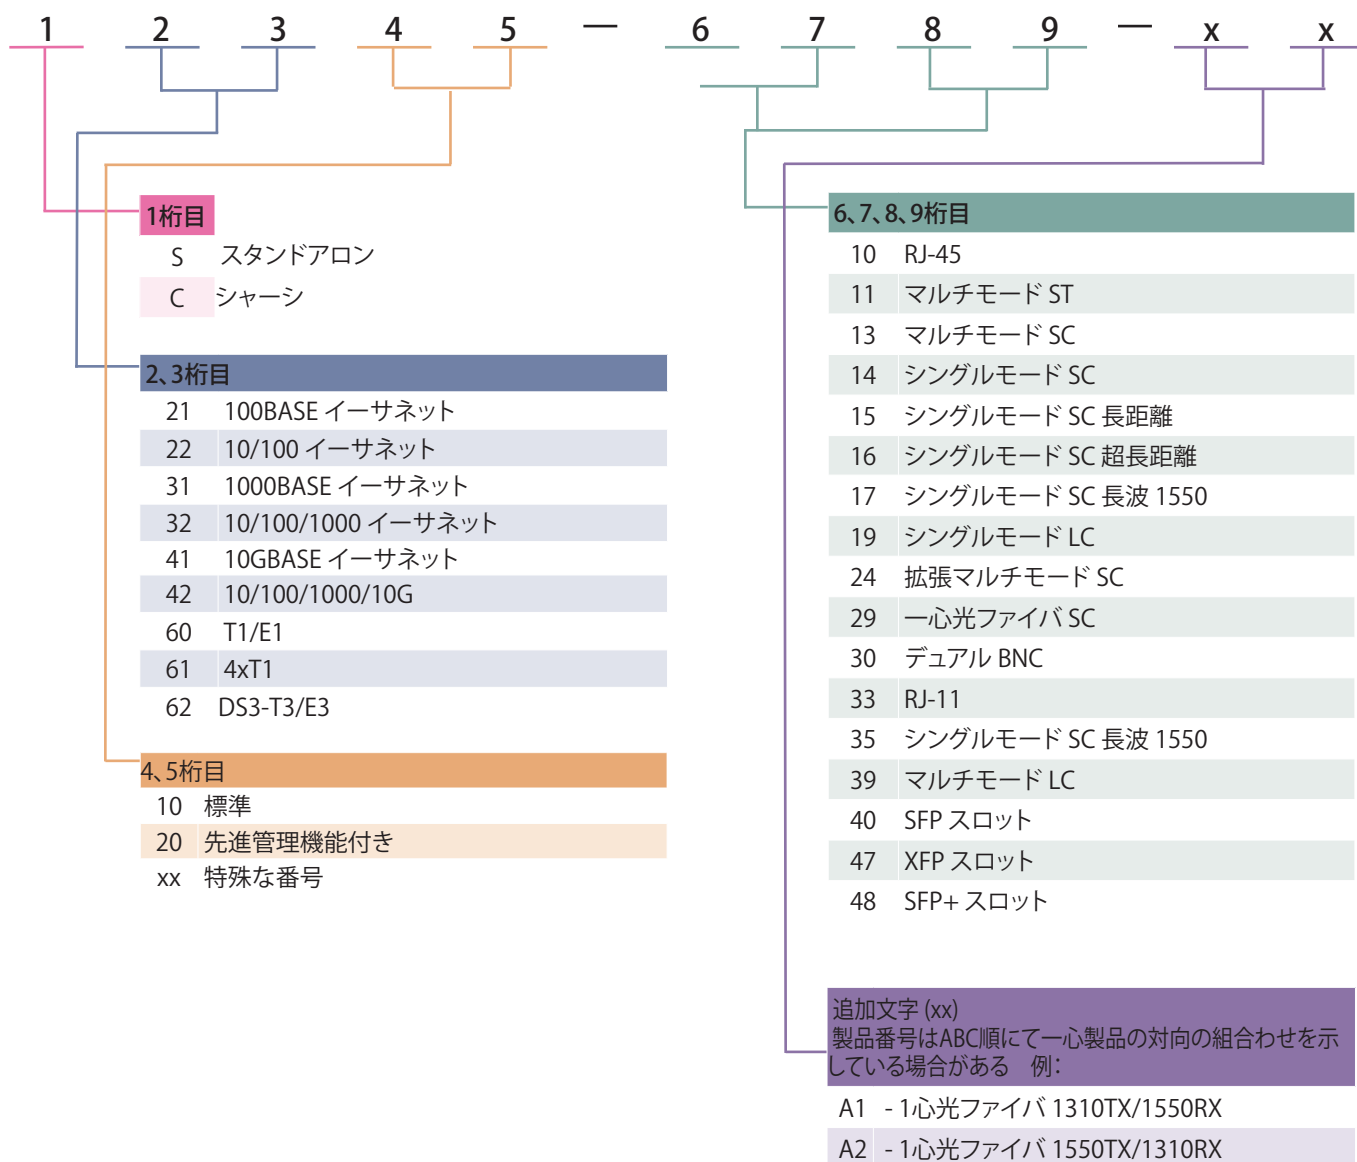 1 2 3 4 5 — 6 7 8 9 — x x
1桁目
S スタンドアロン
C シャーシ
2、3桁目
21 100BASE イーサネット
22 10/100 イーサネット
31 1000BASE イーサネット
32 10/100/1000 イーサネット
41 10GBASE イーサネット
42 10/100/1000/10G
60 T1/E1
61 4xT1
62 DS3-T3/E3
4、5桁目
10 標準
20 先進管理機能付き
xx 特殊な番号
6、7、8、9桁目
10 RJ-45
11 マルチモード ST
13 マルチモード SC
14 シングルモード SC
15 シングルモード SC 長距離
16 シングルモード SC 超長距離
17 シングルモード SC 長波 1550
19 シングルモード LC
24 拡張マルチモード SC
29 一心光ファイバ SC
30 デュアル BNC
33 RJ-11
35 シングルモード SC 長波 1550
39 マルチモード LC
40 SFP スロット
47 XFP スロット
48 SFP+ スロット
追加文字 (xx)
製品番号はABC順にて一心製品の対向の組合わせを示
している場合がある　例：
A1 - 1心光ファイバ 1310TX/1550RX
A2 - 1心光ファイバ 1550TX/1310RX